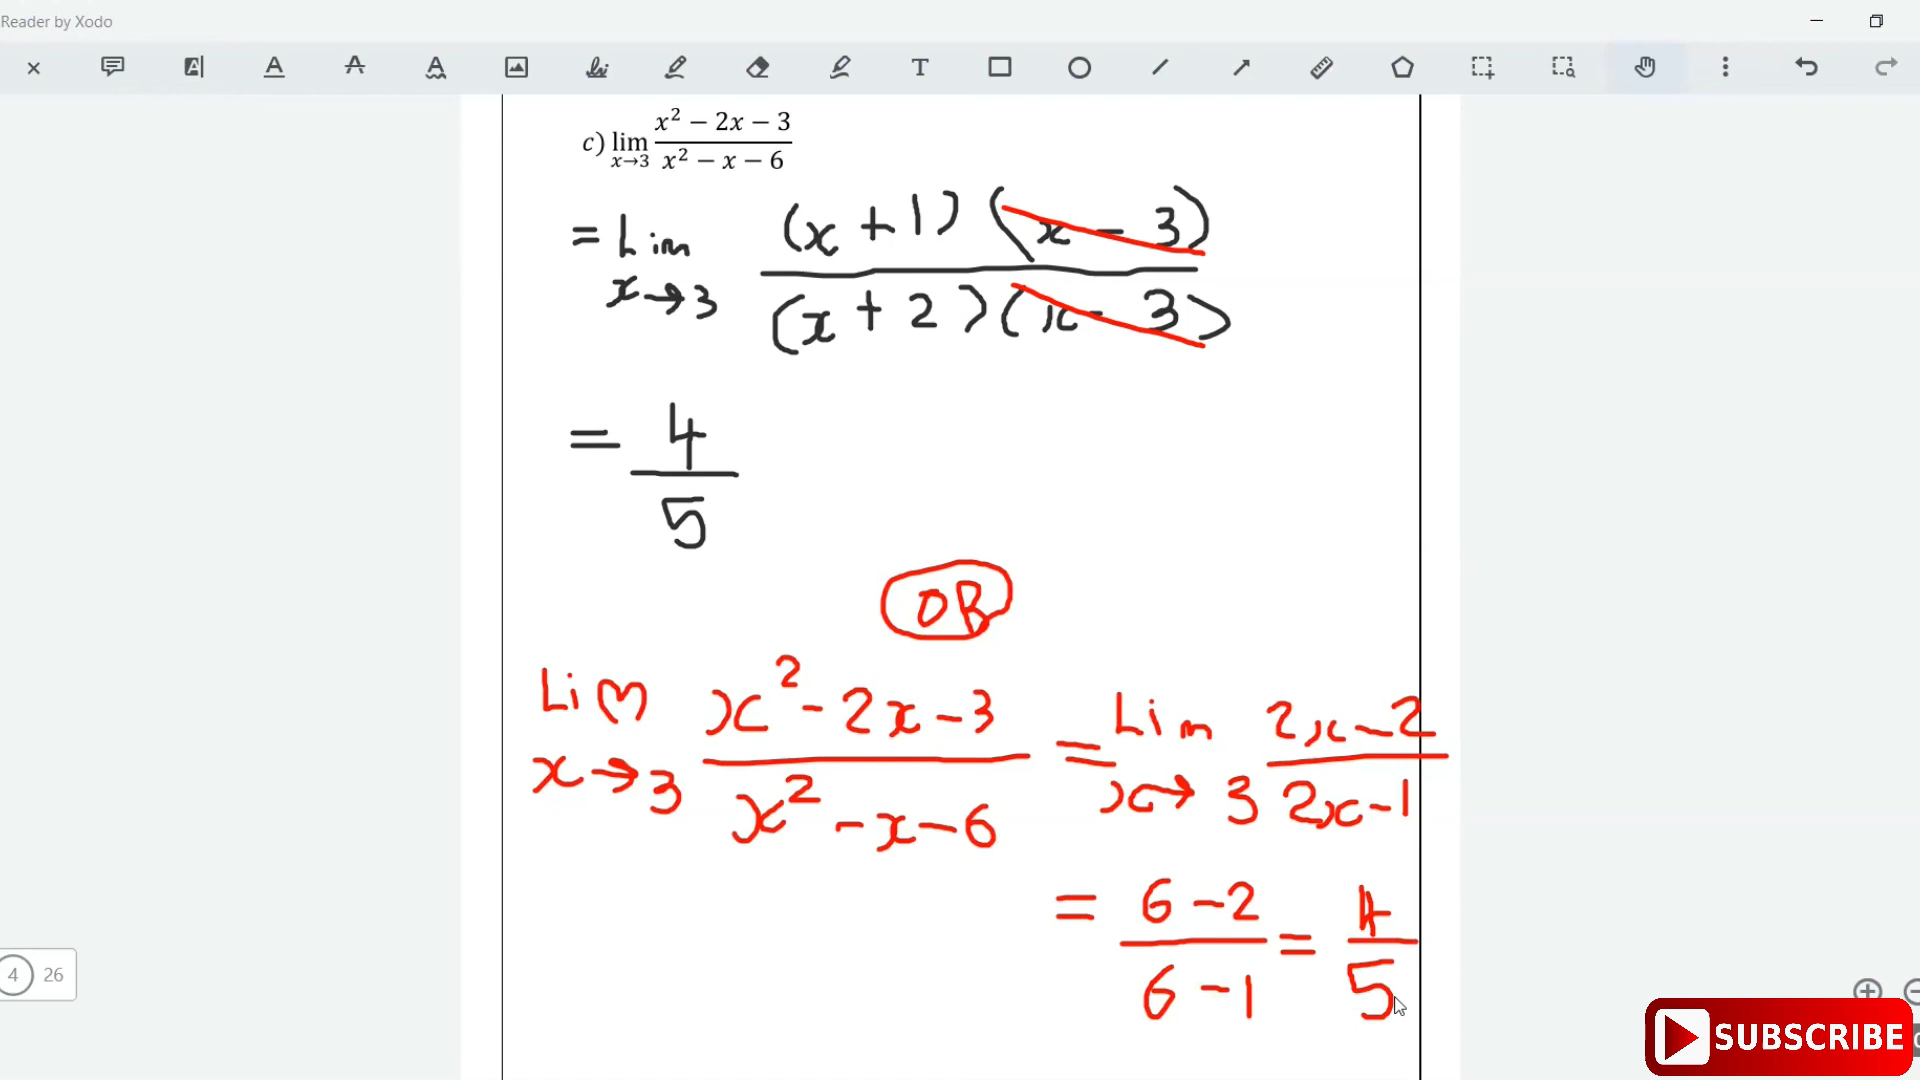 Reader by Xodo
c) lim x→3 (x² − 2x − 3)/(x² − x − 6)
= Lim x→3 (x + 1)(x − 3)/(x + 2)(x − 3)
= 4/5
OR
Lim x→3 (x² - 2x - 3)/(x² - x - 6) = Lim x→3 (2x - 2)/(2x - 1)
= (6 - 2)/(6 - 1) = 4/5
4 26
SUBSCRIBE